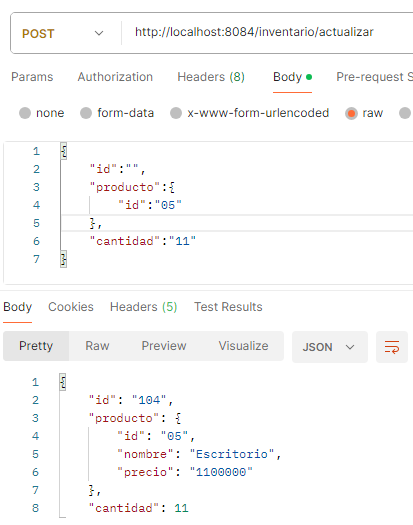 POST http://localhost:8084/inventario/actualizar
Params Authorization Headers (8) Body Pre-request S
none form-data x-www-form-urlencoded raw
1 {
2 "id":"",
3 "producto":{
4 "id":"05"
5 },
6 "cantidad":"11"
7 }
Body Cookies Headers (5) Test Results
Pretty Raw Preview Visualize JSON
1 {
2 "id": "104",
3 "producto": {
4 "id": "05",
5 "nombre": "Escritorio",
6 "precio": "1100000"
7 },
8 "cantidad": 11